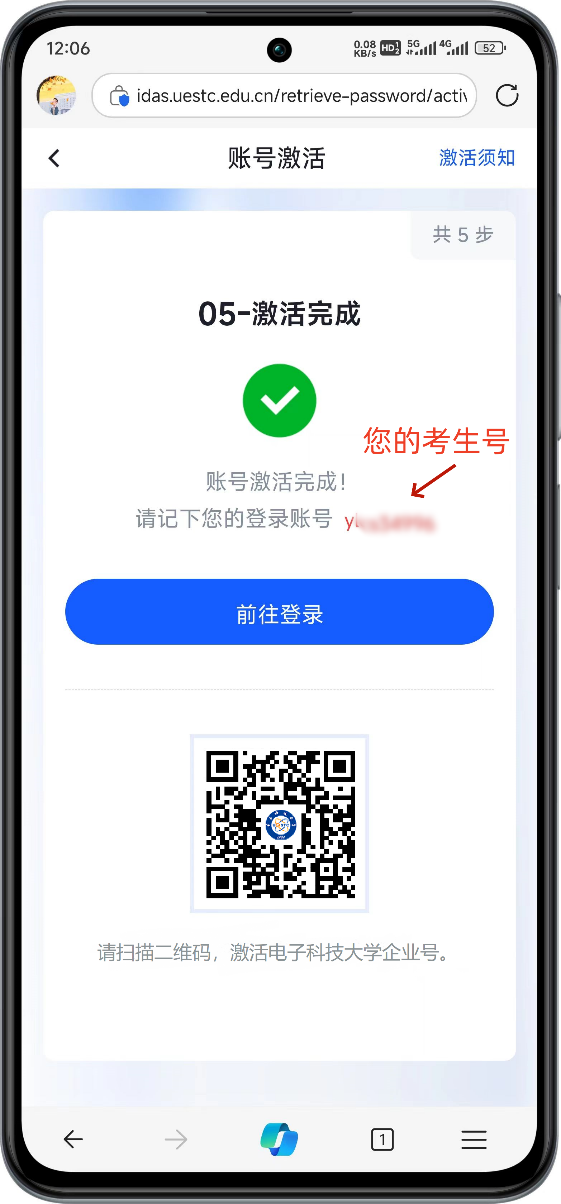 12:06
0.08 KB/s HD 5G 4G 52
idas.uestc.edu.cn/retrieve-password/activ
账号激活
激活须知
共 5 步
05-激活完成
您的考生号
账号激活完成！
请记下您的登录账号
前往登录
请扫描二维码，激活电子科技大学企业号。
1